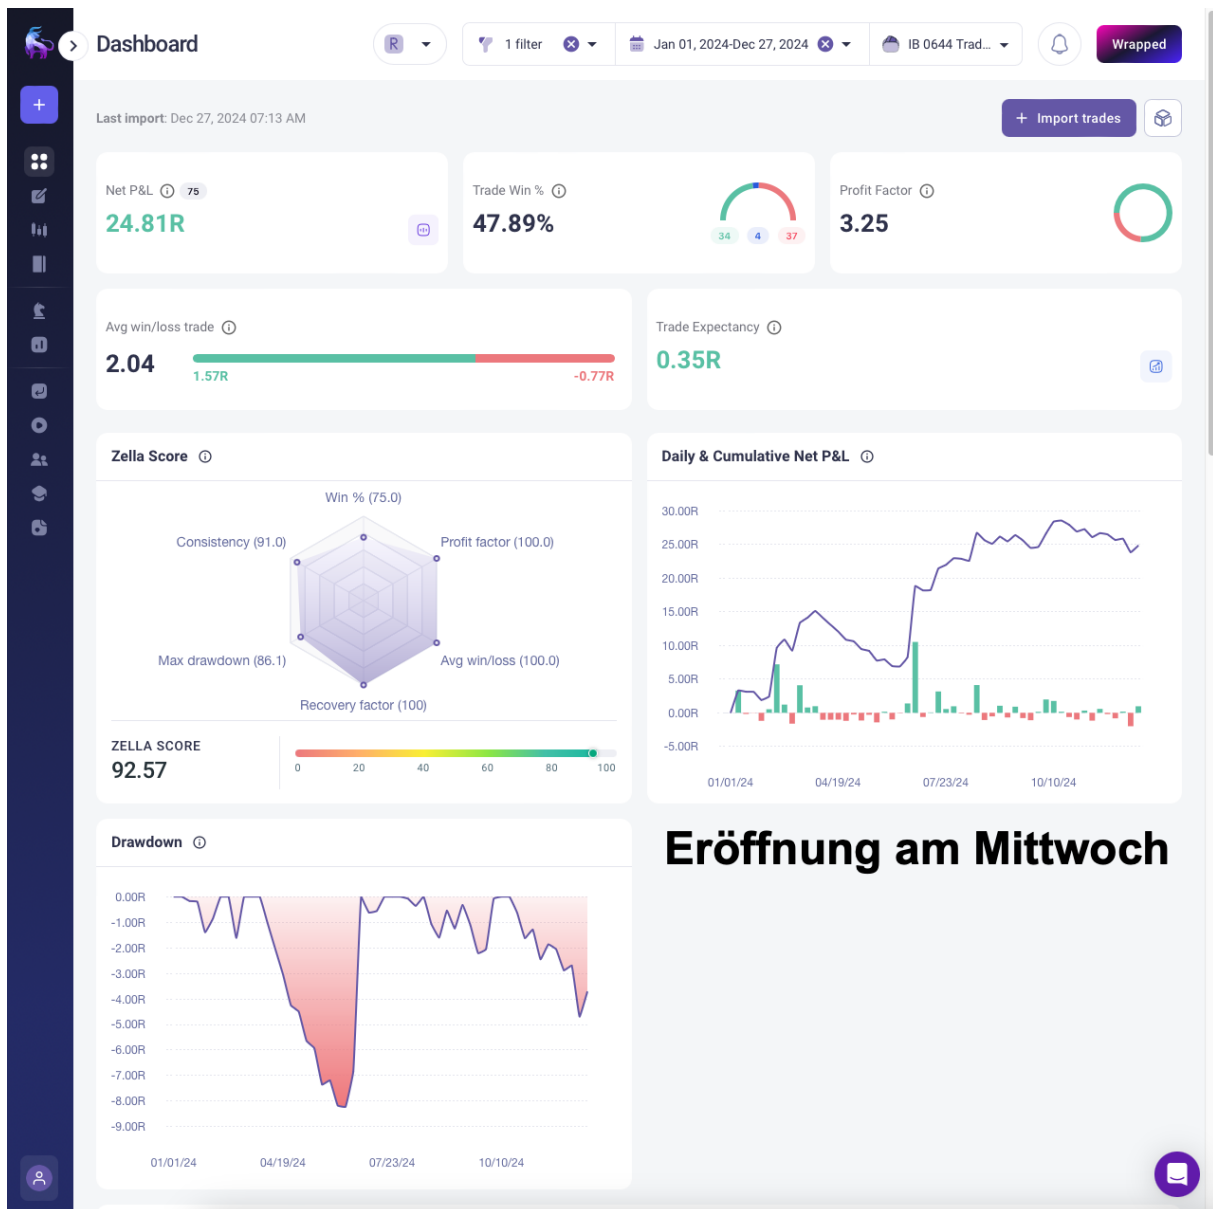 Dashboard
R
1 filter
Jan 01, 2024-Dec 27, 2024
IB 0644 Trad...
Wrapped
Last import: Dec 27, 2024 07:13 AM
+ Import trades
Net P&L 75
24.81R
Trade Win %
47.89%
34 4 37
Profit Factor
3.25
Avg win/loss trade
2.04
1.57R
-0.77R
Trade Expectancy
0.35R
Zella Score
Win % (75.0)
Consistency (91.0)
Profit factor (100.0)
Max drawdown (86.1)
Avg win/loss (100.0)
Recovery factor (100)
ZELLA SCORE
92.57
0 20 40 60 80 100
Daily & Cumulative Net P&L
30.00R
25.00R
20.00R
15.00R
10.00R
5.00R
0.00R
-5.00R
01/01/24 04/19/24 07/23/24 10/10/24
Drawdown
0.00R
-1.00R
-2.00R
-3.00R
-4.00R
-5.00R
-6.00R
-7.00R
-8.00R
-9.00R
01/01/24 04/19/24 07/23/24 10/10/24
Eröffnung am Mittwoch